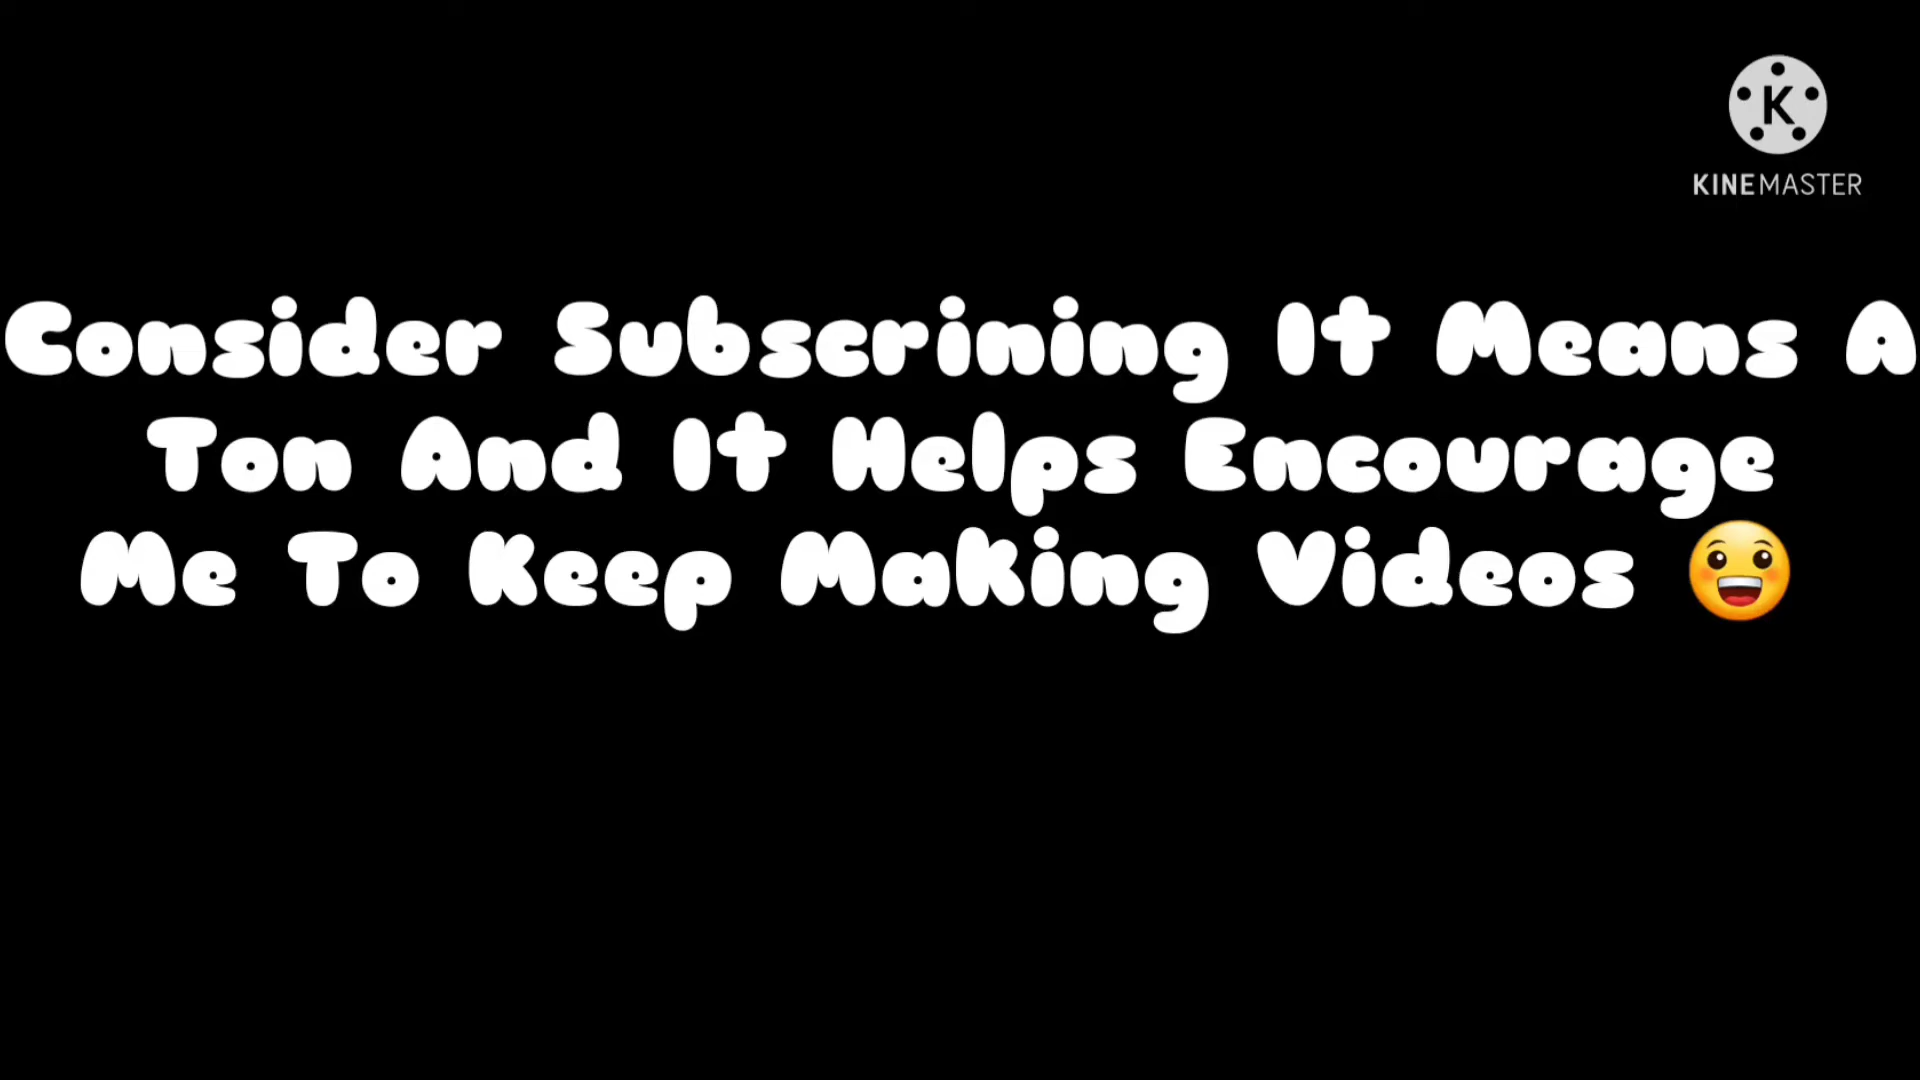 K
KINEMASTER
Consider Subscrining It Means A
Ton And It Helps Encourage
Me To Keep Making Videos 😀